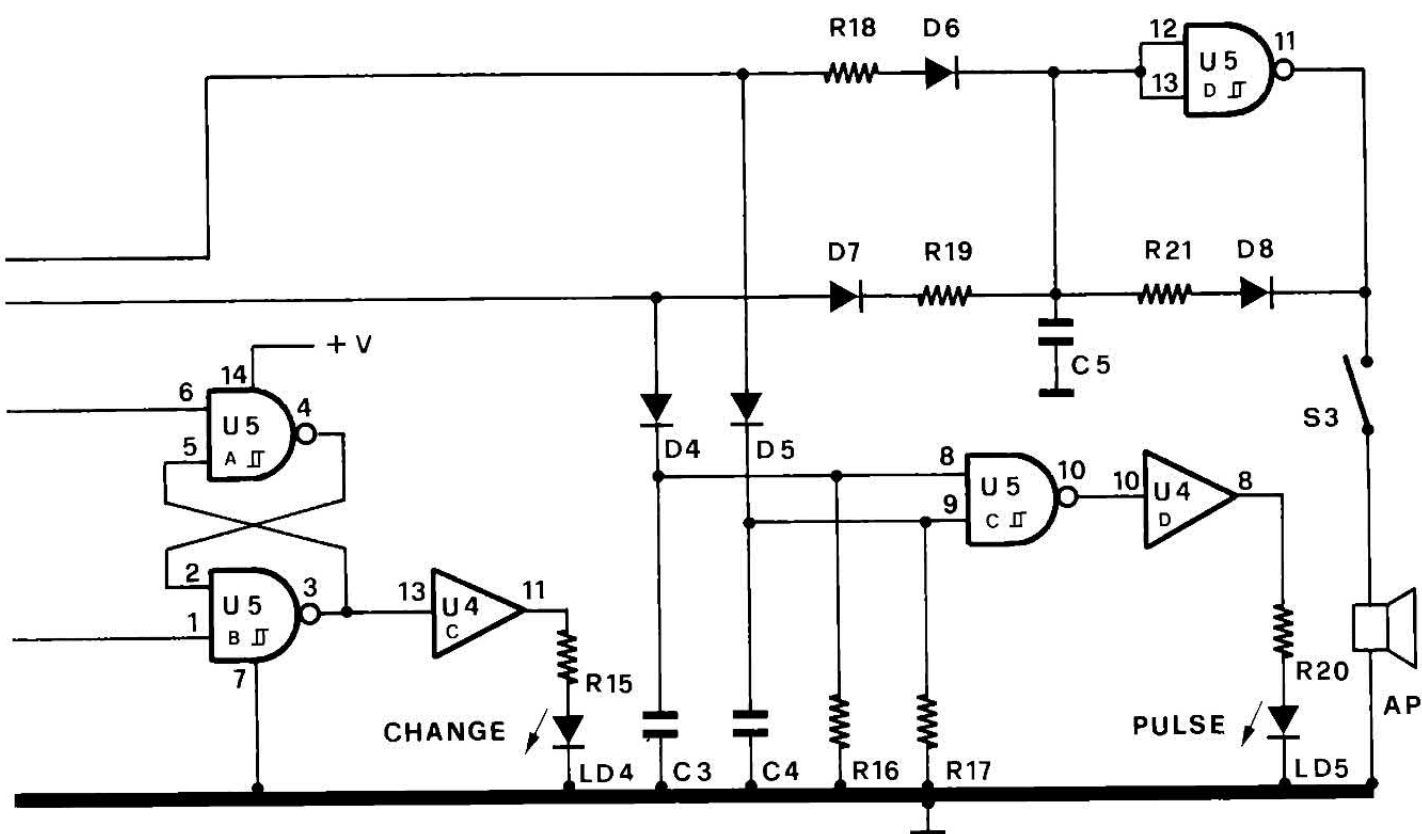 R18 D6 12 11
U5
13 D
D7 R19 R21 D8
+V
14 C5
6 4
U5 S3
5 A D4 D5
8 10 10 8
U5 U4
9 C D
2 3 13 11
U5 U4
1 B C
7 R15 R20
AP
CHANGE PULSE
LD4 C3 C4 R16 R17 LD5